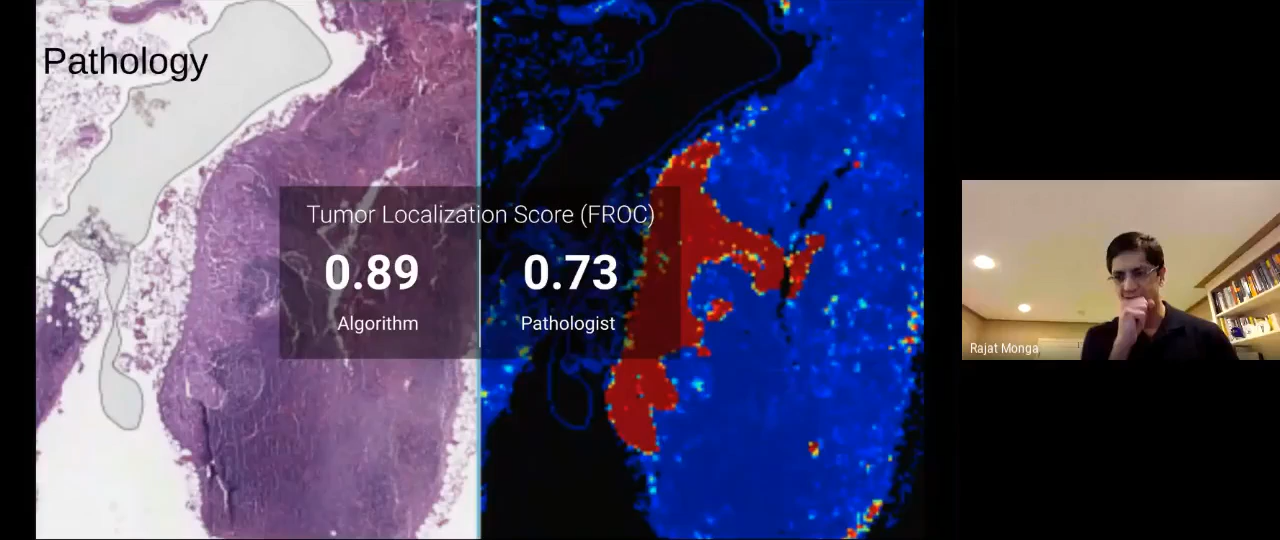 Pathology
Tumor Localization Score (FROC)
0.89
0.73
Algorithm
Pathologist
Rajat Monga